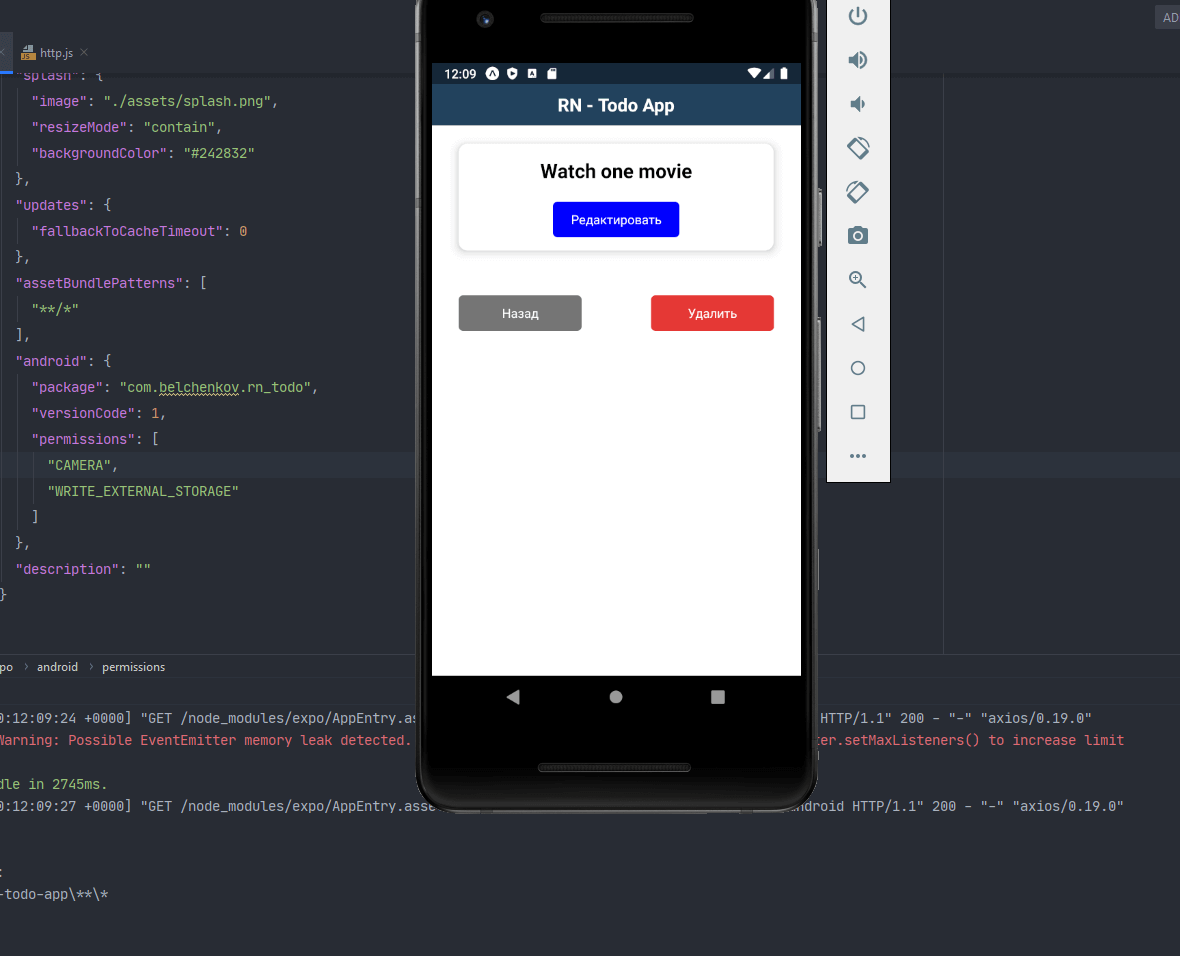 AD
http.js
"splash": {
"image": "./assets/splash.png",
"resizeMode": "contain",
"backgroundColor": "#242832"
},
"updates": {
"fallbackToCacheTimeout": 0
},
"assetBundlePatterns": [
"**/*"
],
"android": {
"package": "com.belchenkov.rn_todo",
"versionCode": 1,
"permissions": [
"CAMERA",
"WRITE_EXTERNAL_STORAGE"
]
},
"description": ""
}
12:09
RN - Todo App
Watch one movie
Редактировать
Назад
Удалить
po > android > permissions
0:12:09:24 +0000] "GET /node_modules/expo/AppEntry.as HTTP/1.1" 200 - "-" "axios/0.19.0"
Warning: Possible EventEmitter memory leak detected. ter.setMaxListeners() to increase limit
dle in 2745ms.
0:12:09:27 +0000] "GET /node_modules/expo/AppEntry.asse android HTTP/1.1" 200 - "-" "axios/0.19.0"
:
-todo-app\**\*